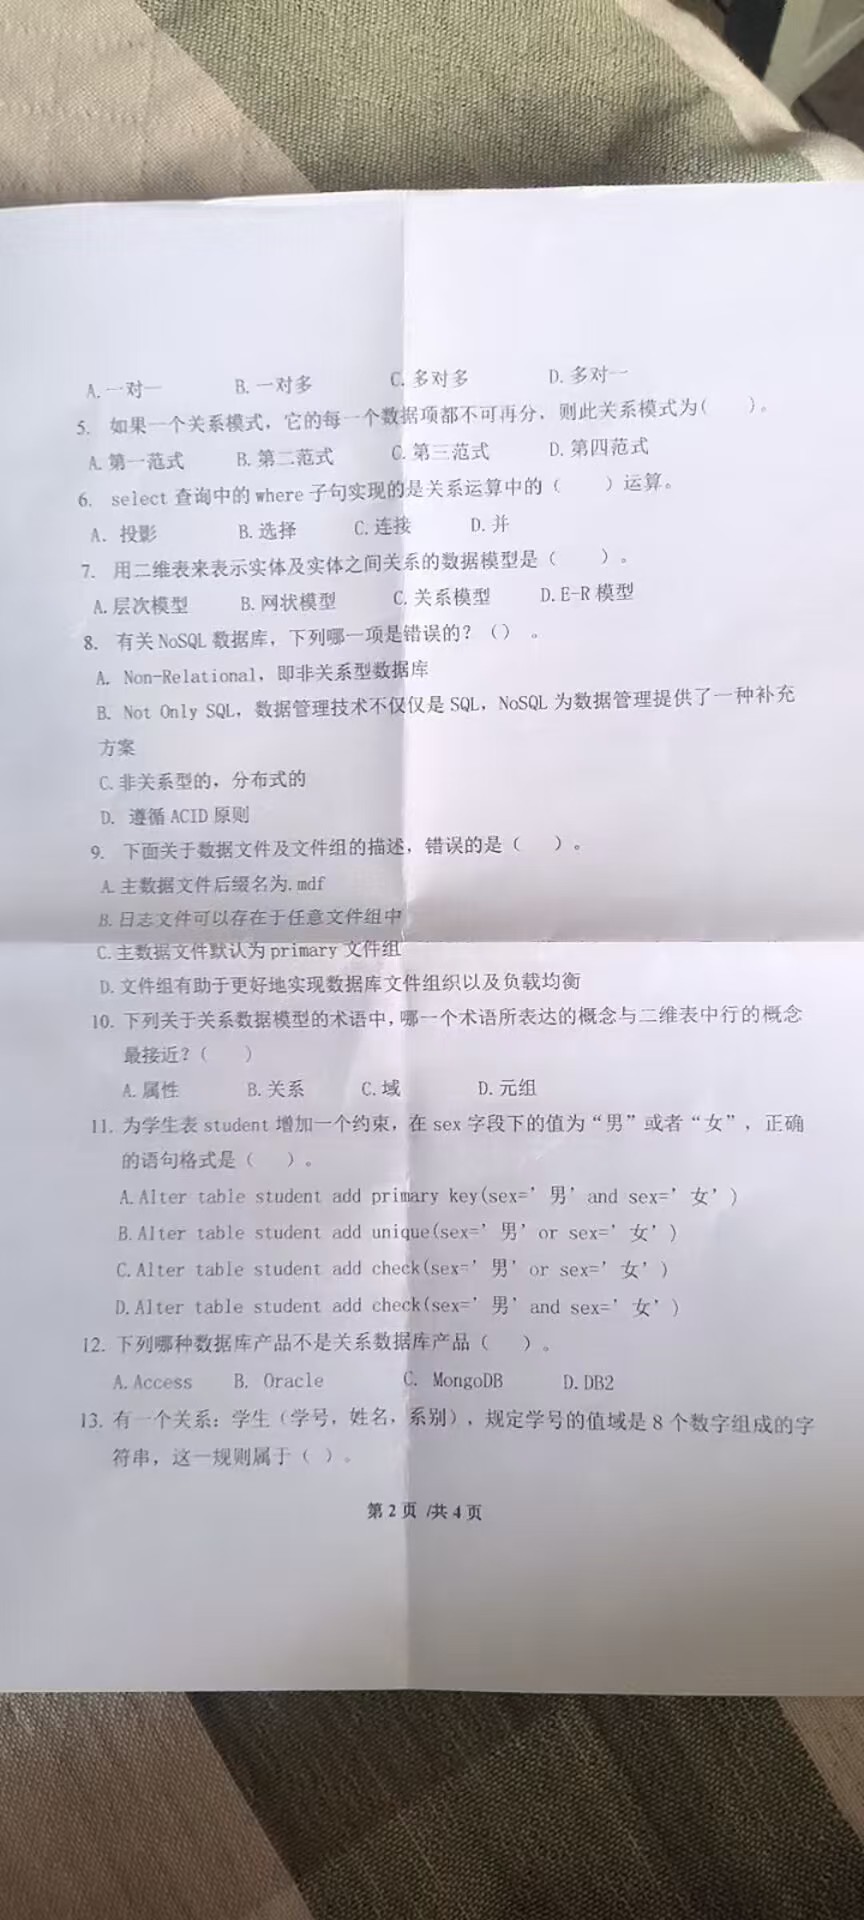 A.一对一 B.一对多 C.多对多 D.多对一
5. 如果一个关系模式，它的每一个数据项都不可再分，则此关系模式为( )。
A.第一范式 B.第二范式 C.第三范式 D.第四范式
6. select 查询中的 where 子句实现的是关系运算中的（ ）运算。
A. 投影 B.选择 C.连接 D.并
7. 用二维表来表示实体及实体之间关系的数据模型是（ ）。
A.层次模型 B.网状模型 C.关系模型 D.E-R 模型
8. 有关 NoSQL 数据库，下列哪一项是错误的？（）。
A. Non-Relational，即非关系型数据库
B. Not Only SQL，数据管理技术不仅仅是 SQL，NoSQL 为数据管理提供了一种补充
方案
C.非关系型的，分布式的
D. 遵循 ACID 原则
9. 下面关于数据文件及文件组的描述，错误的是（ ）。
A.主数据文件后缀名为.mdf
B.日志文件可以存在于任意文件组中
C.主数据文件默认为 primary 文件组
D.文件组有助于更好地实现数据库文件组织以及负载均衡
10. 下列关于关系数据模型的术语中，哪一个术语所表达的概念与二维表中行的概念
最接近？（ ）
A.属性 B.关系 C.域 D.元组
11. 为学生表 student 增加一个约束，在 sex 字段下的值为“男”或者“女”，正确
的语句格式是（ ）。
A.Alter table student add primary key(sex=’男’and sex=’女’)
B.Alter table student add unique(sex=’男’or sex=’女’)
C.Alter table student add check(sex=’男’or sex=’女’)
D.Alter table student add check(sex=’男’and sex=’女’)
12. 下列哪种数据库产品不是关系数据库产品（ ）。
A.Access B. Oracle C. MongoDB D.DB2
13. 有一个关系：学生（学号，姓名，系别），规定学号的值域是 8 个数字组成的字
符串，这一规则属于（ ）。
第 2 页 /共 4 页